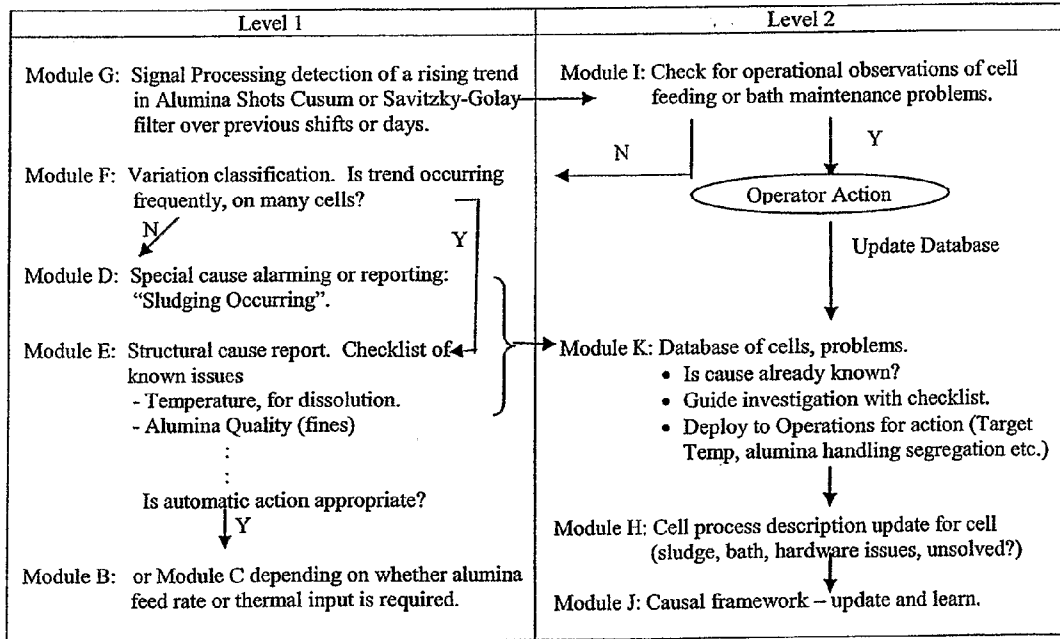 Level 1
Module G: Signal Processing detection of a rising trend
in Alumina Shots Cusum or Savitzky-Golay
filter over previous shifts or days.
Module F: Variation classification. Is trend occurring
frequently, on many cells?
N
Y
Module D: Special cause alarming or reporting:
“Sludging Occurring”.
Module E: Structural cause report. Checklist of
known issues
- Temperature, for dissolution.
- Alumina Quality (fines)
Is automatic action appropriate?
Y
Module B: or Module C depending on whether alumina
feed rate or thermal input is required.
Level 2
Module I: Check for operational observations of cell
feeding or bath maintenance problems.
N
Y
Operator Action
Update Database
Module K: Database of cells, problems.
• Is cause already known?
• Guide investigation with checklist.
• Deploy to Operations for action (Target
Temp, alumina handling segregation etc.)
Module H: Cell process description update for cell
(sludge, bath, hardware issues, unsolved?)
Module J: Causal framework – update and learn.